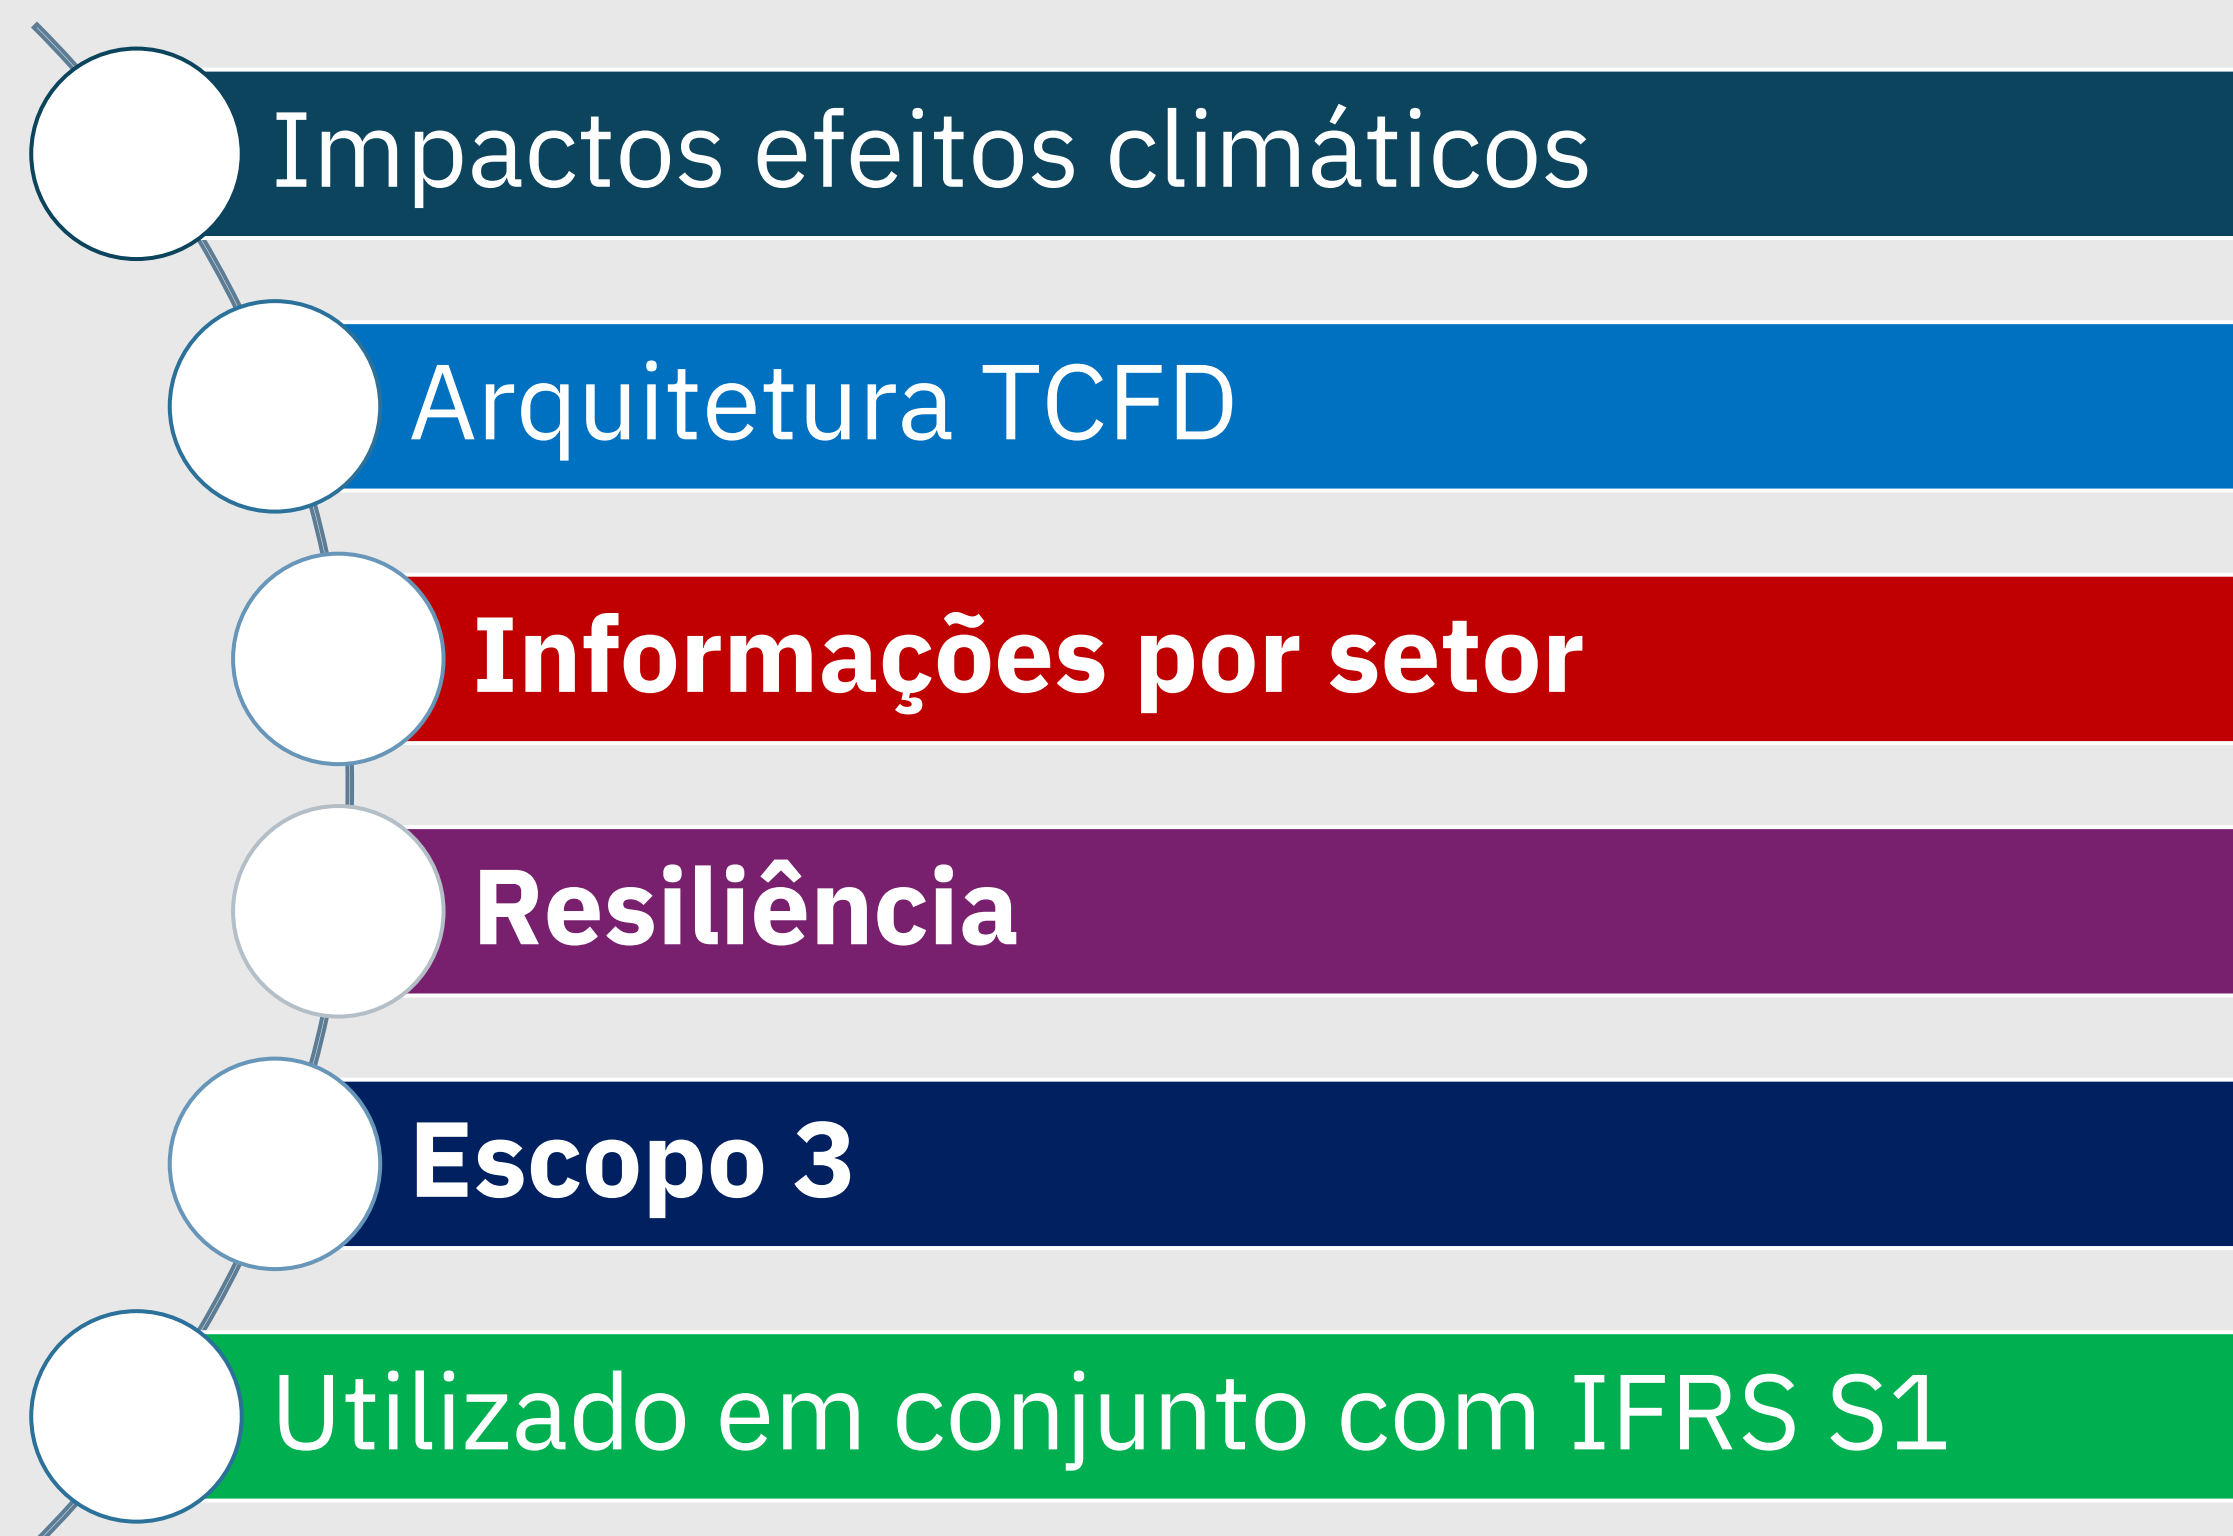 Impactos efeitos climáticos
Arquitetura TCFD
Informações por setor
Resiliência
Escopo 3
Utilizado em conjunto com IFRS S1